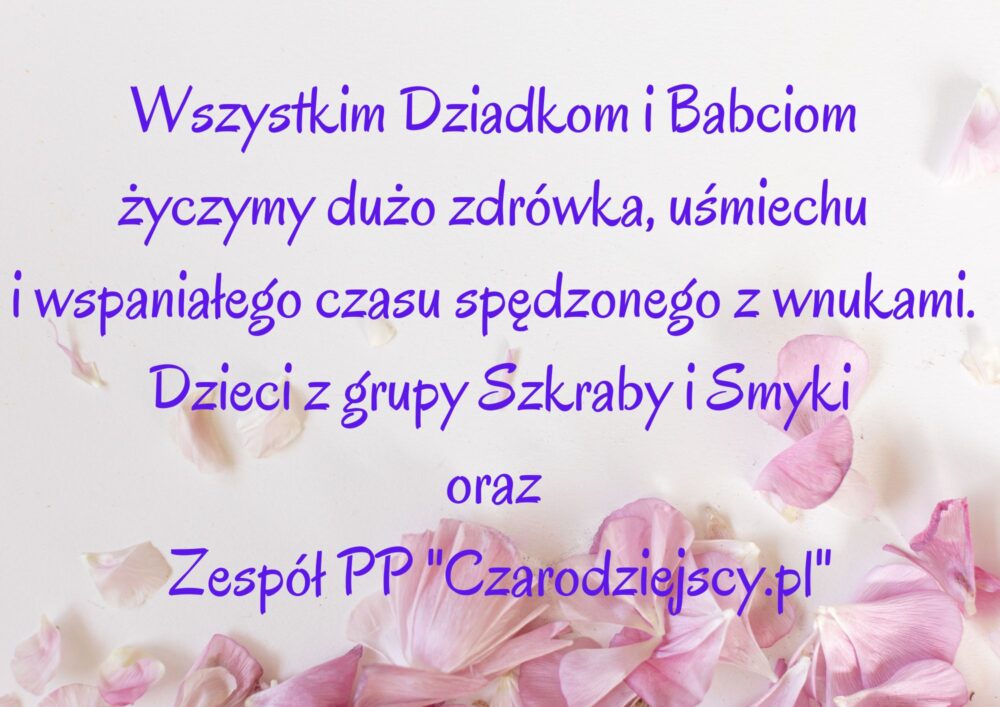 Wszystkim Dziadkom i Babciom
życzymy dużo zdrówka, uśmiechu
i wspaniałego czasu spędzonego z wnukami.
Dzieci z grupy Szkraby i Smyki
oraz
Zespół PP "Czarodziejscy.pl"